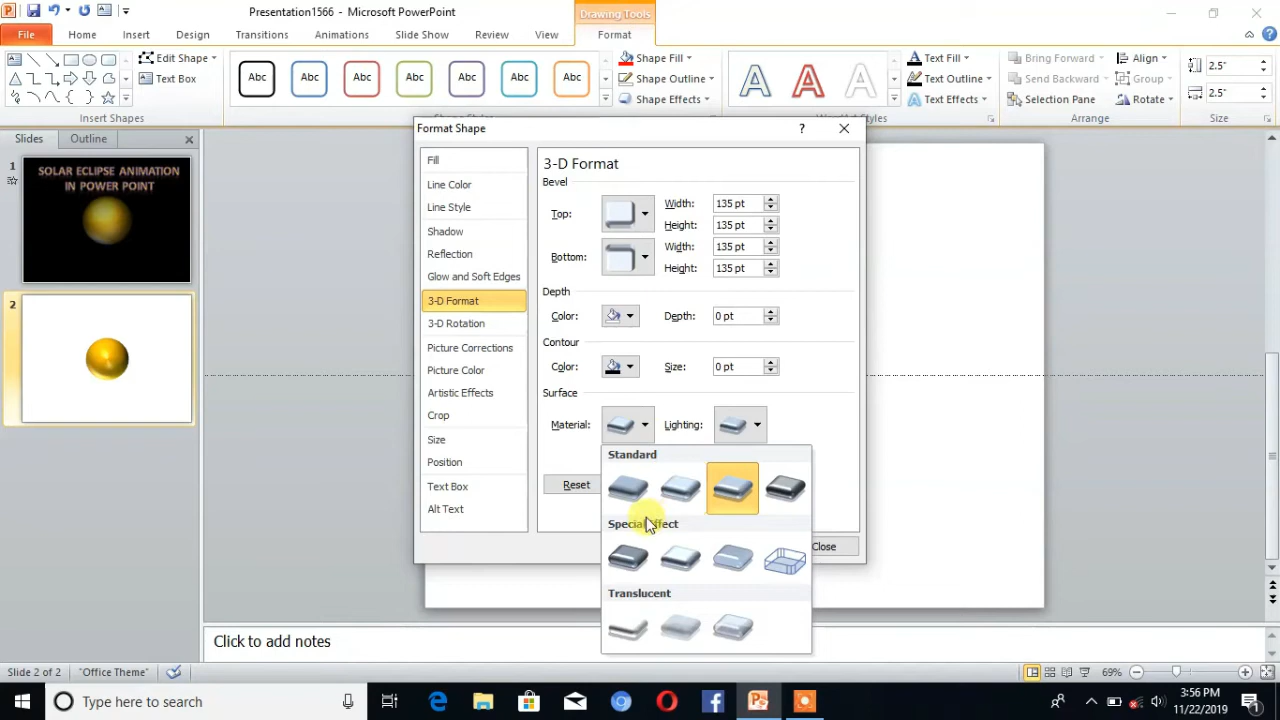 Presentation1566 - Microsoft PowerPoint
Drawing Tools
File
Home
Insert
Design
Transitions
Animations
Slide Show
Review
View
Format
Edit Shape
Text Box
Insert Shapes
Abc
Abc
Abc
Abc
Abc
Abc
Abc
Shape Fill
Shape Outline
Shape Effects
A
A
A
Text Fill
Text Outline
Text Effects
Bring Forward
Send Backward
Selection Pane
Align
Group
Rotate
Arrange
2.5"
2.5"
Size
Slides
Outline
1
SOLAR ECLIPSE ANIMATION
IN POWER POINT
2
Format Shape
?
Fill
Line Color
Line Style
Shadow
Reflection
Glow and Soft Edges
3-D Format
3-D Rotation
Picture Corrections
Picture Color
Artistic Effects
Crop
Size
Position
Text Box
Alt Text
3-D Format
Bevel
Top:
Width: 135 pt
Height: 135 pt
Bottom:
Width: 135 pt
Height: 135 pt
Depth
Color:
Depth: 0 pt
Contour
Color:
Size: 0 pt
Surface
Material:
Lighting:
Reset
Standard
Special Effect
Translucent
Close
Click to add notes
Slide 2 of 2
"Office Theme"
69%
Type here to search
3:56 PM
11/22/2019